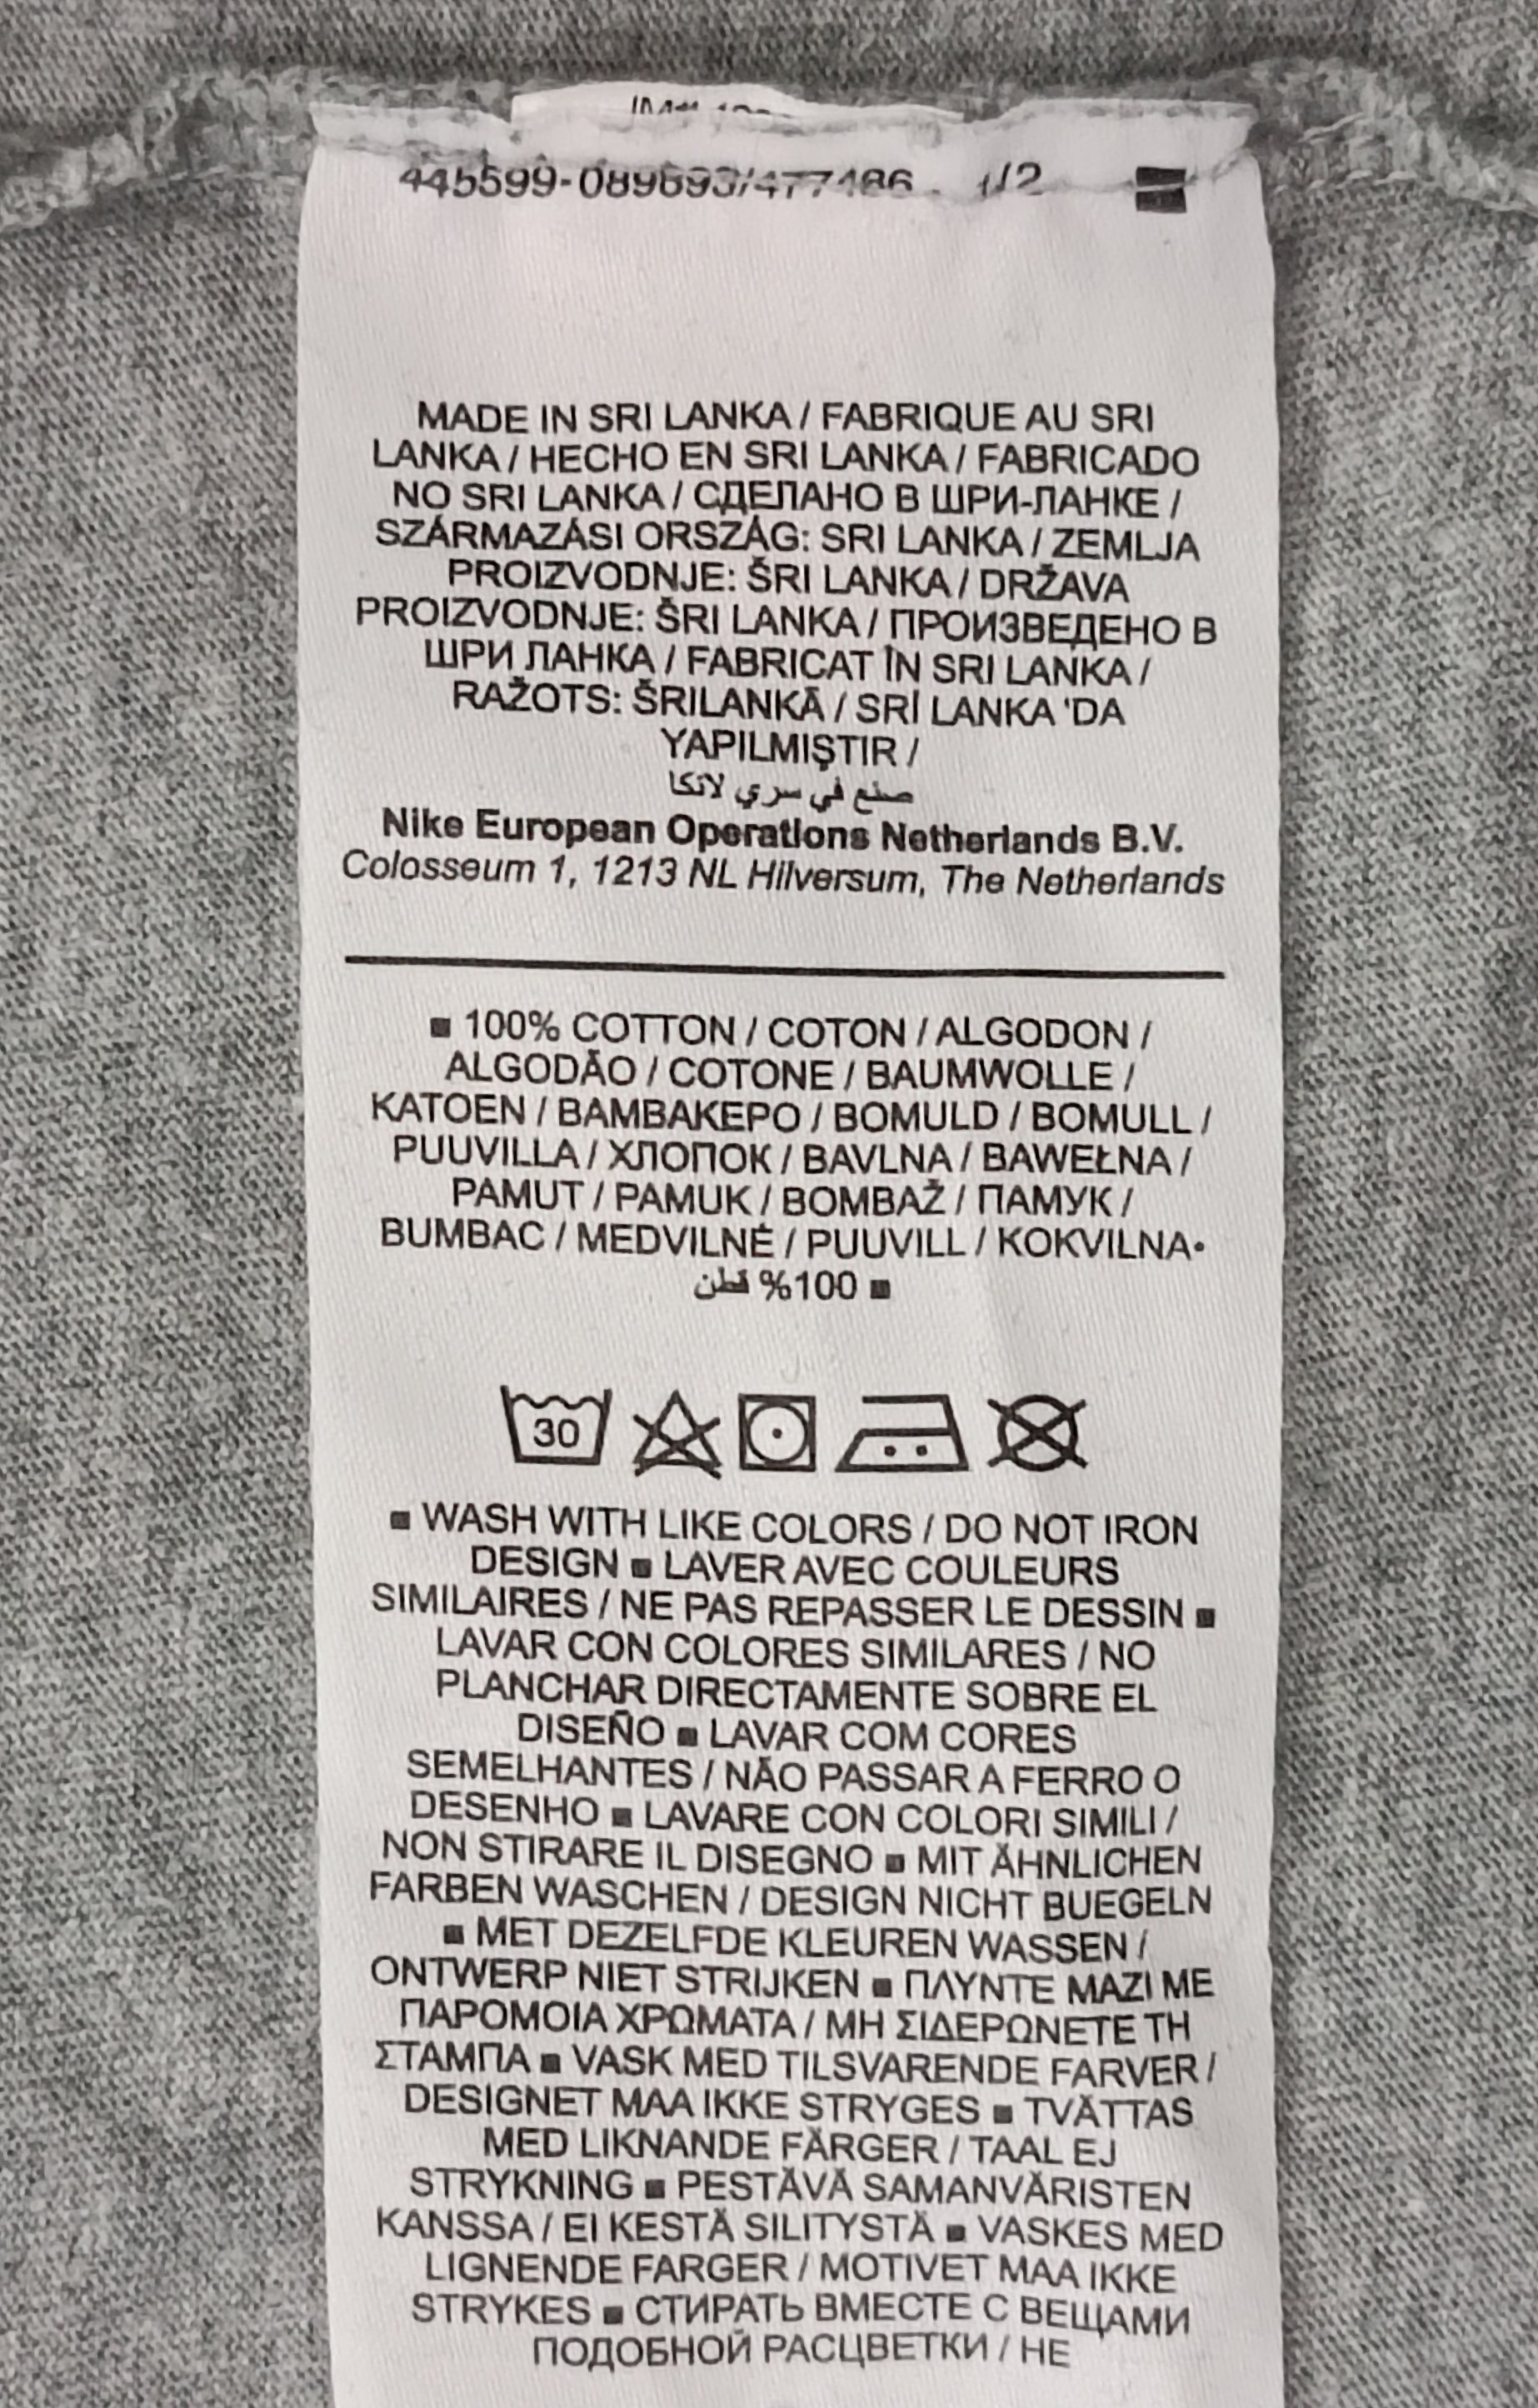 445599-089693/477486 1/2
MADE IN SRI LANKA / FABRIQUE AU SRI
LANKA / HECHO EN SRI LANKA / FABRICADO
NO SRI LANKA / СДЕЛАНО В ШРИ-ЛАНКЕ /
SZÁRMAZÁSI ORSZÁG: SRI LANKA / ZEMLJA
PROIZVODNJE: ŠRI LANKA / DRŽAVA
PROIZVODNJE: ŠRI LANKA / ПРОИЗВЕДЕНО В
ШРИ ЛАНКА / FABRICAT ÎN SRI LANKA /
RAŽOTS: ŠRILANKĀ / SRİ LANKA 'DA
YAPILMIŞTIR /
صنع في سري لانكا
Nike European Operations Netherlands B.V.
Colosseum 1, 1213 NL Hilversum, The Netherlands
■ 100% COTTON / COTON / ALGODON /
ALGODÃO / COTONE / BAUMWOLLE /
KATOEN / ΒΑΜΒΑΚΕΡΟ / BOMULD / BOMULL /
PUUVILLA / ХЛОПОК / BAVLNA / BAWEŁNA /
PAMUT / PAMUK / BOMBAŽ / ПАМУК /
BUMBAC / MEDVILNĖ / PUUVILL / KOKVILNA•
■ 100% قطن
30
■ WASH WITH LIKE COLORS / DO NOT IRON
DESIGN ■ LAVER AVEC COULEURS
SIMILAIRES / NE PAS REPASSER LE DESSIN ■
LAVAR CON COLORES SIMILARES / NO
PLANCHAR DIRECTAMENTE SOBRE EL
DISEÑO ■ LAVAR COM CORES
SEMELHANTES / NÃO PASSAR A FERRO O
DESENHO ■ LAVARE CON COLORI SIMILI /
NON STIRARE IL DISEGNO ■ MIT ÄHNLICHEN
FARBEN WASCHEN / DESIGN NICHT BUEGELN
■ MET DEZELFDE KLEUREN WASSEN /
ONTWERP NIET STRIJKEN ■ ΠΛΥΝΤΕ ΜΑΖΙ ΜΕ
ΠΑΡΟΜΟΙΑ ΧΡΩΜΑΤΑ / ΜΗ ΣΙΔΕΡΩΝΕΤΕ ΤΗ
ΣΤΑΜΠΑ ■ VASK MED TILSVARENDE FARVER /
DESIGNET MAA IKKE STRYGES ■ TVÄTTAS
MED LIKNANDE FÄRGER / TAAL EJ
STRYKNING ■ PESTÄVÄ SAMANVÄRISTEN
KANSSA / EI KESTÄ SILITYSTÄ ■ VASKES MED
LIGNENDE FARGER / MOTIVET MAA IKKE
STRYKES ■ СТИРАТЬ ВМЕСТЕ С ВЕЩАМИ
ПОДОБНОЙ РАСЦВЕТКИ / НЕ